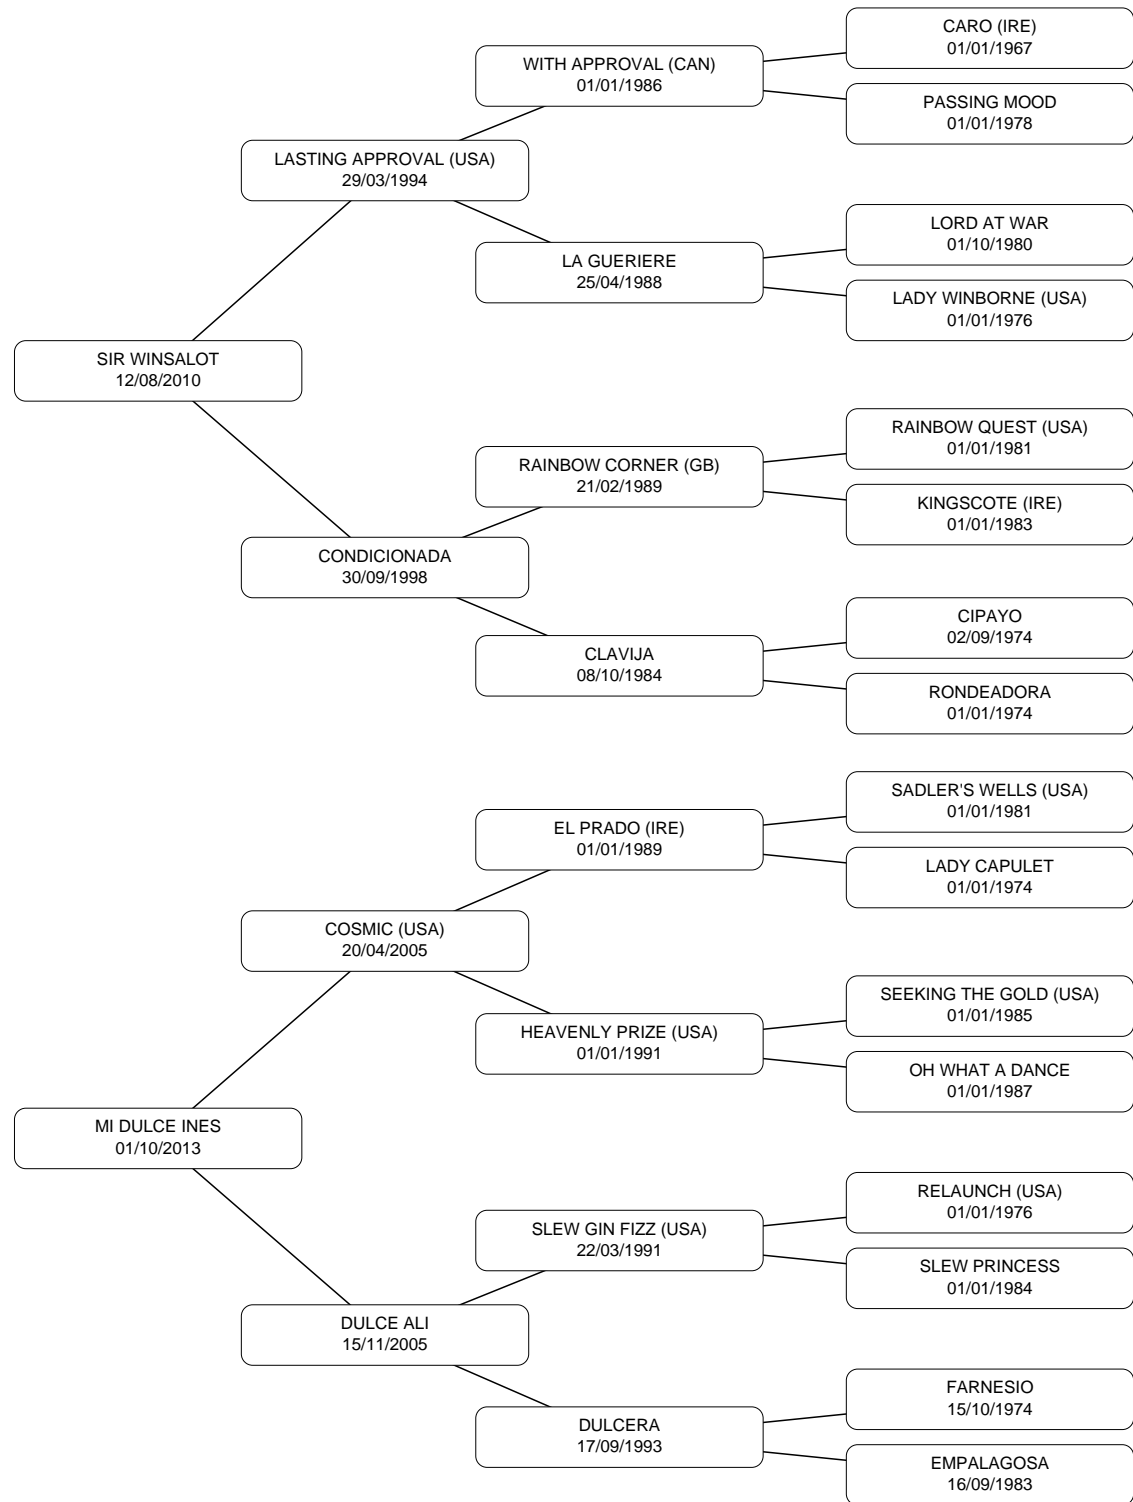 CARO (IRE)
01/01/1967
WITH APPROVAL (CAN)
01/01/1986
PASSING MOOD
01/01/1978
LASTING APPROVAL (USA)
29/03/1994
LORD AT WAR
01/10/1980
LA GUERIERE
25/04/1988
LADY WINBORNE (USA)
01/01/1976
SIR WINSALOT
12/08/2010
RAINBOW QUEST (USA)
01/01/1981
RAINBOW CORNER (GB)
21/02/1989
KINGSCOTE (IRE)
01/01/1983
CONDICIONADA
30/09/1998
CIPAYO
02/09/1974
CLAVIJA
08/10/1984
RONDEADORA
01/01/1974
SADLER'S WELLS (USA)
01/01/1981
EL PRADO (IRE)
01/01/1989
LADY CAPULET
01/01/1974
COSMIC (USA)
20/04/2005
SEEKING THE GOLD (USA)
01/01/1985
HEAVENLY PRIZE (USA)
01/01/1991
OH WHAT A DANCE
01/01/1987
MI DULCE INES
01/10/2013
RELAUNCH (USA)
01/01/1976
SLEW GIN FIZZ (USA)
22/03/1991
SLEW PRINCESS
01/01/1984
DULCE ALI
15/11/2005
FARNESIO
15/10/1974
DULCERA
17/09/1993
EMPALAGOSA
16/09/1983